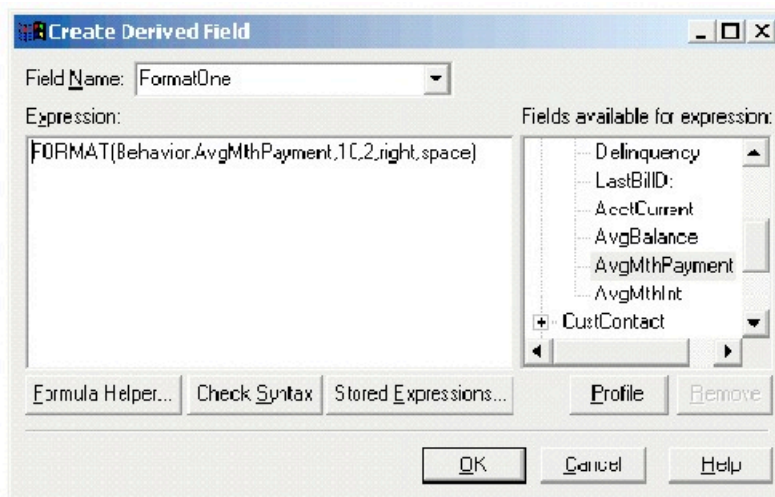 Create Derived Field
Field Name: FormatOne
Expression:
Fields available for expression:
FORMAT(Behavior.AvgMthPayment,10,2,right,space)
Delinquency
LastBillD:
AcctCurrent
AvgBalance
AvgMthPayment
AvgMthInt
CustContact
Formula Helper...
Check Syntax
Stored Expressions...
Profile
Remove
OK
Cancel
Help